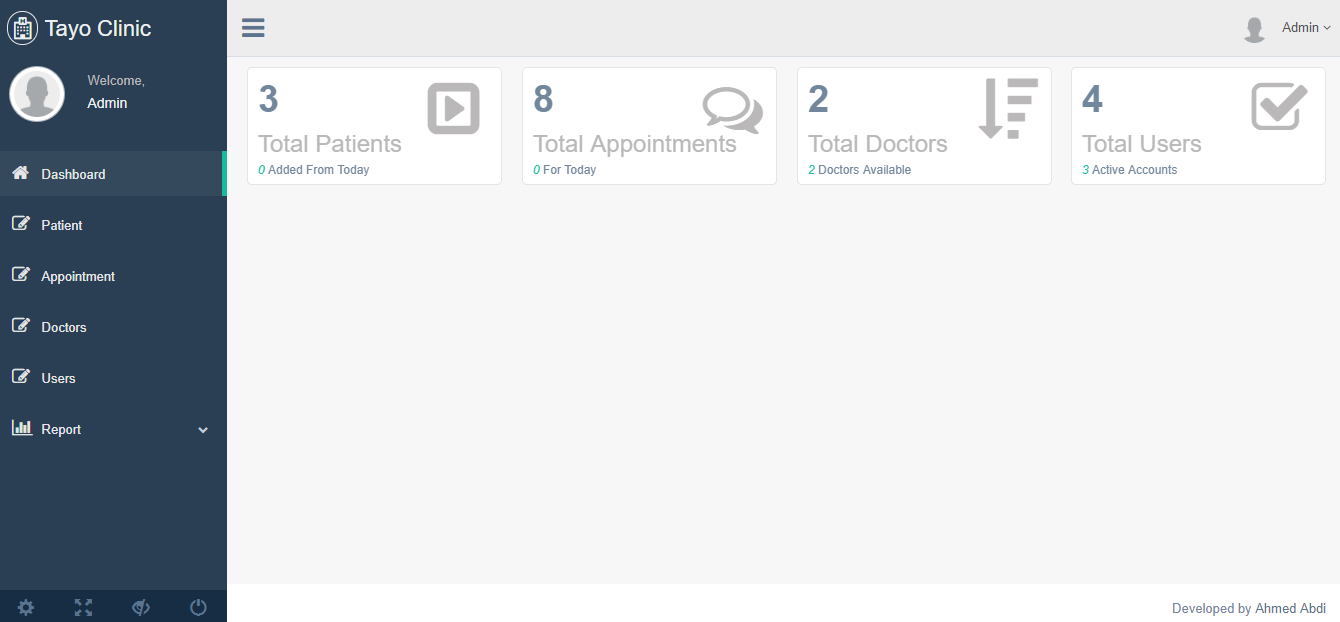 Tayo Clinic
Welcome,
Admin
Dashboard
Patient
Appointment
Doctors
Users
Report
Admin
3
Total Patients
0 Added From Today
8
Total Appointments
0 For Today
2
Total Doctors
2 Doctors Available
4
Total Users
3 Active Accounts
Developed by Ahmed Abdi